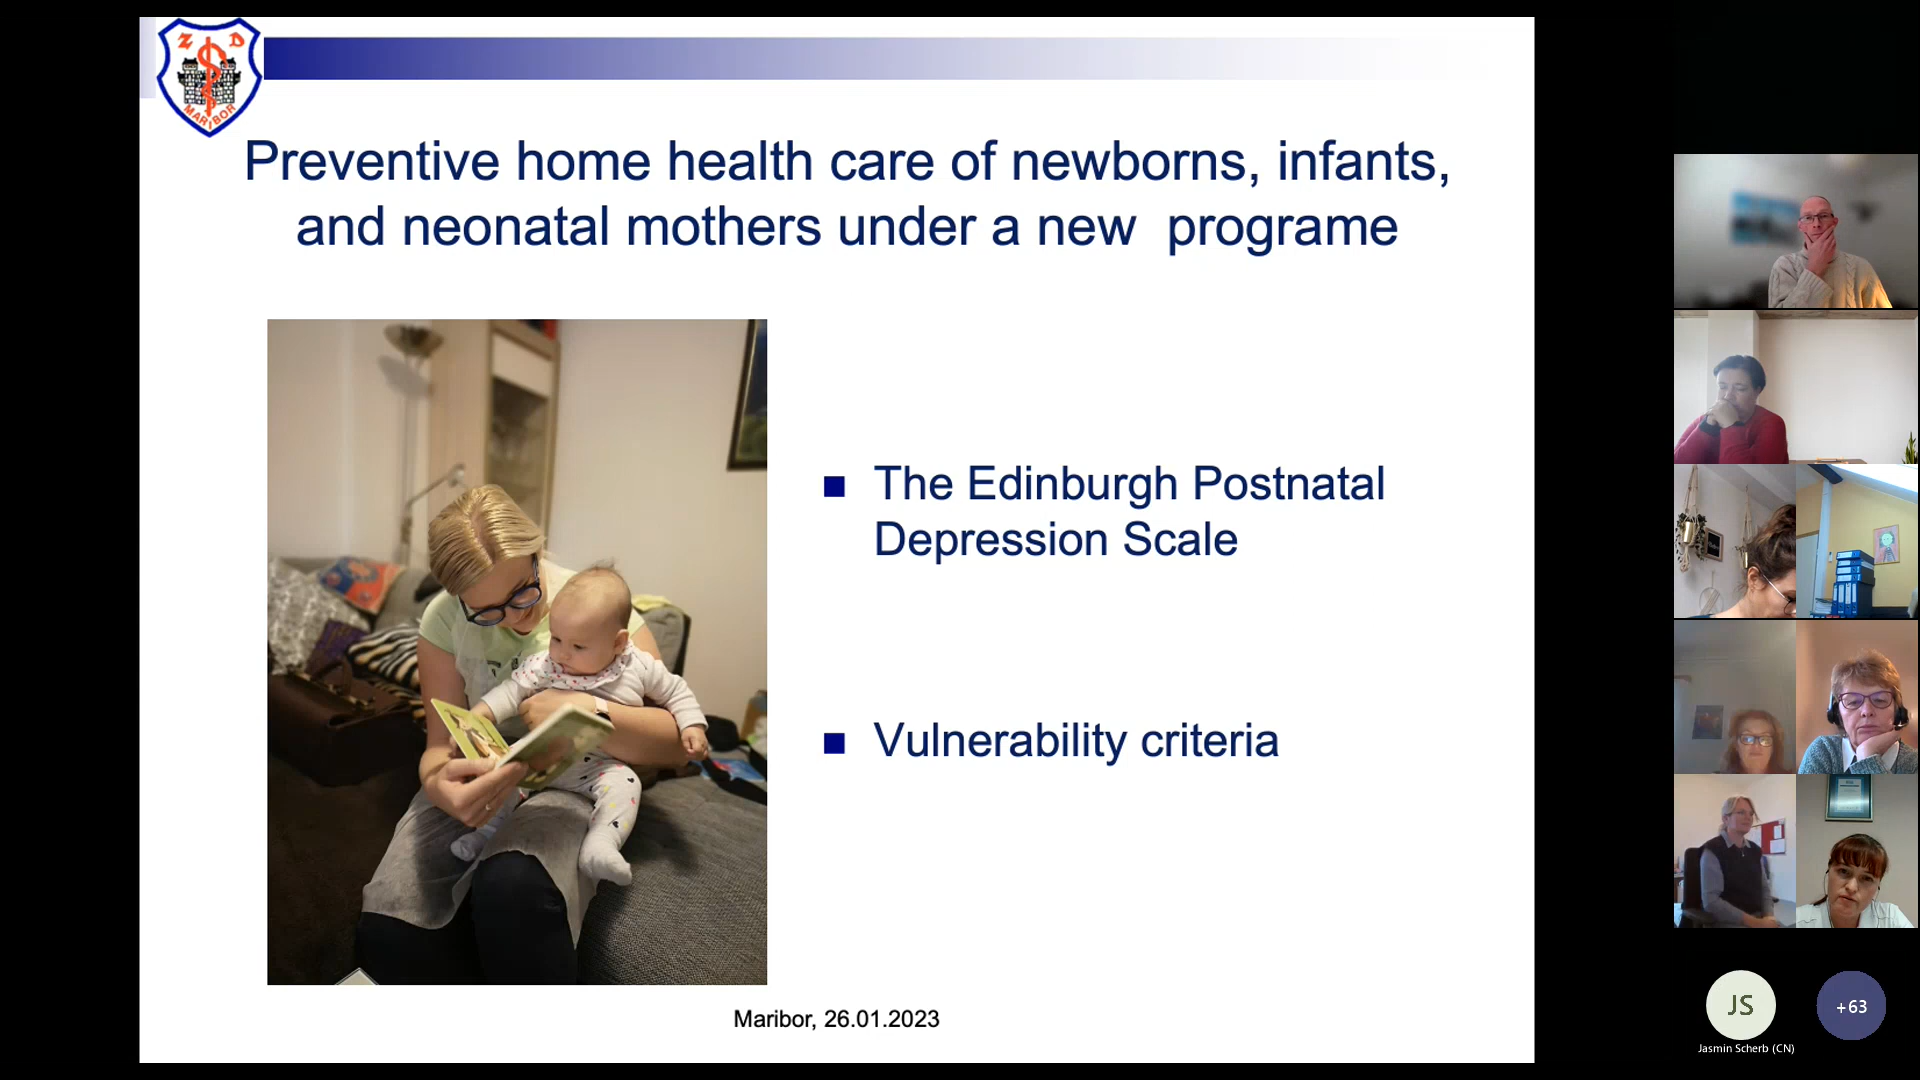 Z D
MARIBOR
Preventive home health care of newborns, infants,
and neonatal mothers under a new  programe
The Edinburgh Postnatal
Depression Scale
Vulnerability criteria
Maribor, 26.01.2023
JS
+63
Jasmin Scherb (CN)